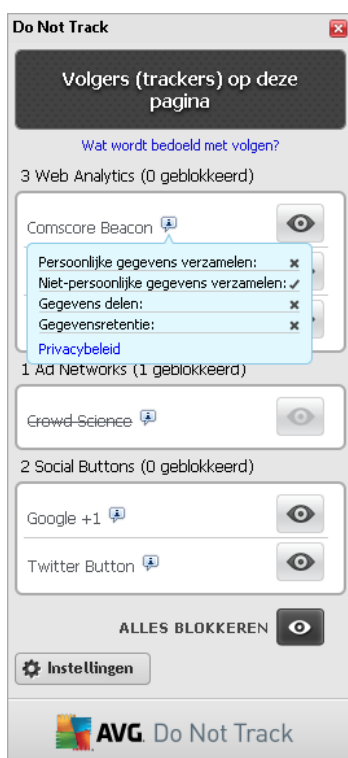 Do Not Track
Volgers (trackers) op deze
pagina
Wat wordt bedoeld met volgen?
3 Web Analytics (0 geblokkeerd)
Comscore Beacon
Persoonlijke gegevens verzamelen:
Niet-persoonlijke gegevens verzamelen:
Gegevens delen:
Gegevensretentie:
Privacybeleid
1 Ad Networks (1 geblokkeerd)
Crowd Science
2 Social Buttons (0 geblokkeerd)
Google +1
Twitter Button
ALLES BLOKKEREN
Instellingen
AVG. Do Not Track